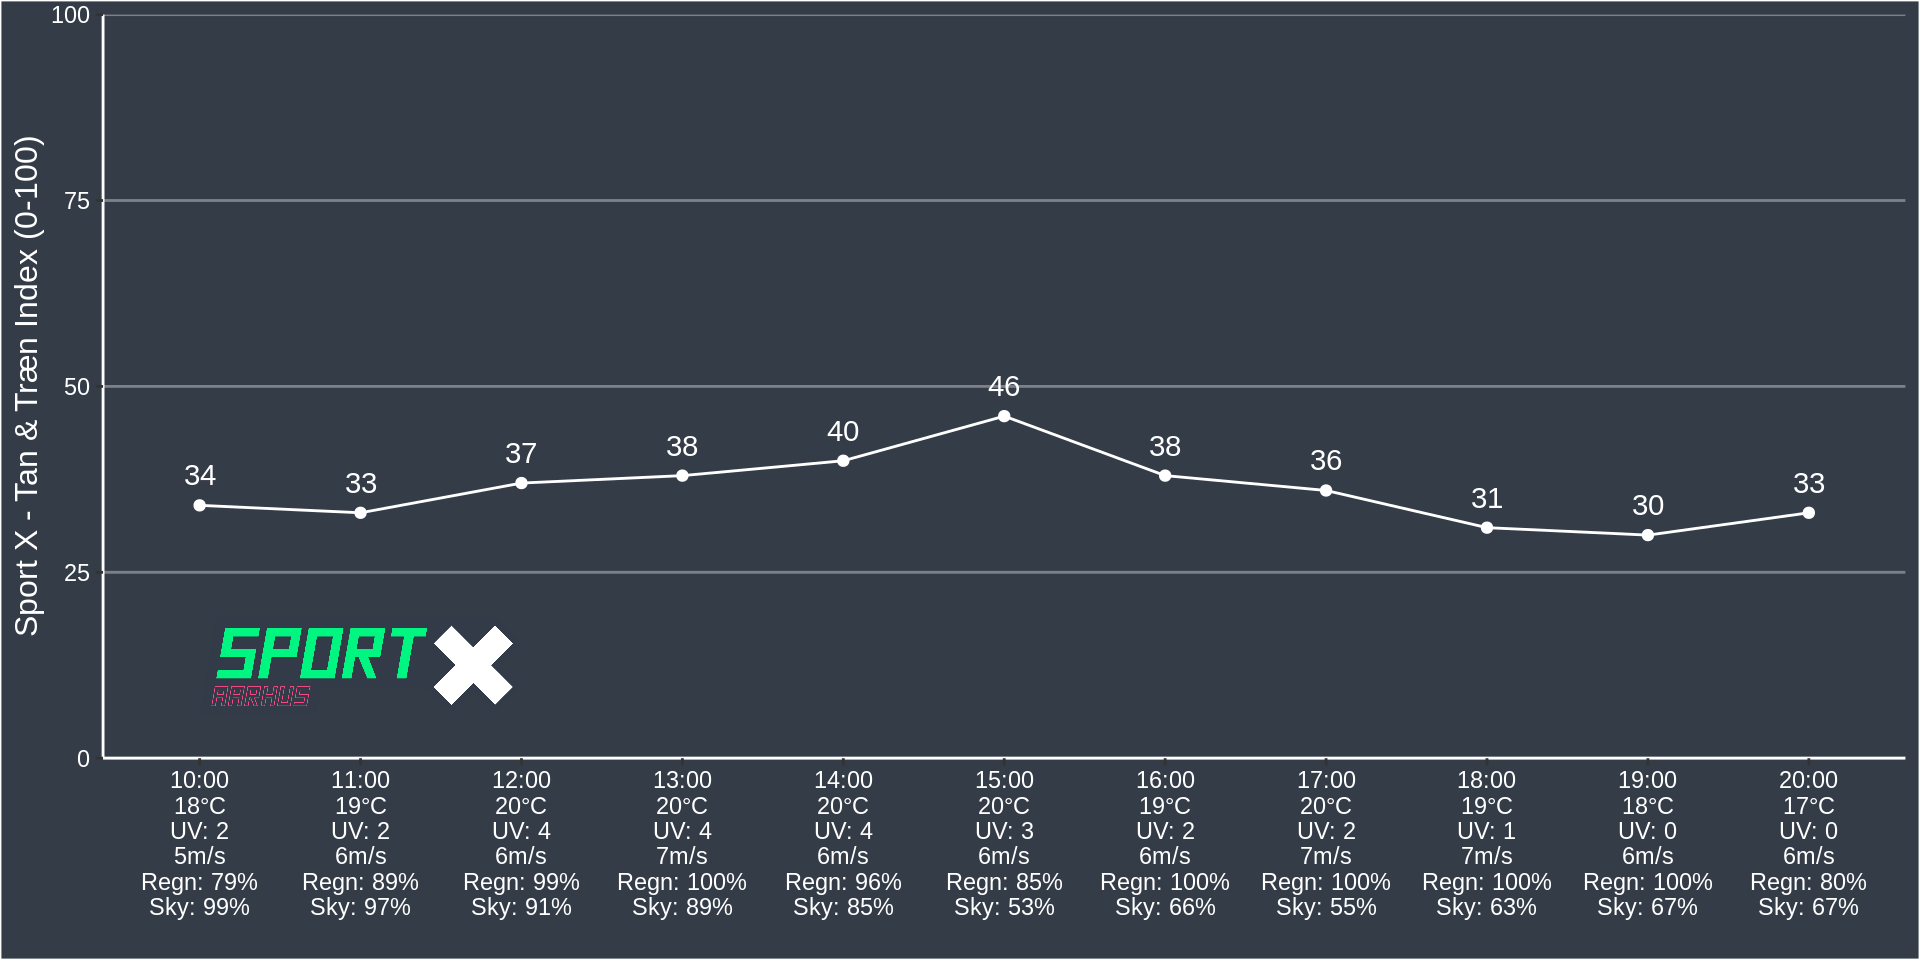 Sport X - Tan & Træn Index (0-100)
100
75
50
25
0
34
33
37
38
40
46
38
36
31
30
33
SPORT X
AARHUS
10:00 11:00 12:00 13:00 14:00 15:00 16:00 17:00 18:00 19:00 20:00
18°C 19°C 20°C 20°C 20°C 20°C 19°C 20°C 19°C 18°C 17°C
UV: 2 UV: 2 UV: 4 UV: 4 UV: 4 UV: 3 UV: 2 UV: 2 UV: 1 UV: 0 UV: 0
5m/s 6m/s 6m/s 7m/s 6m/s 6m/s 6m/s 7m/s 7m/s 6m/s 6m/s
Regn: 79% Regn: 89% Regn: 99% Regn: 100% Regn: 96% Regn: 85% Regn: 100% Regn: 100% Regn: 100% Regn: 100% Regn: 80%
Sky: 99% Sky: 97% Sky: 91% Sky: 89% Sky: 85% Sky: 53% Sky: 66% Sky: 55% Sky: 63% Sky: 67% Sky: 67%